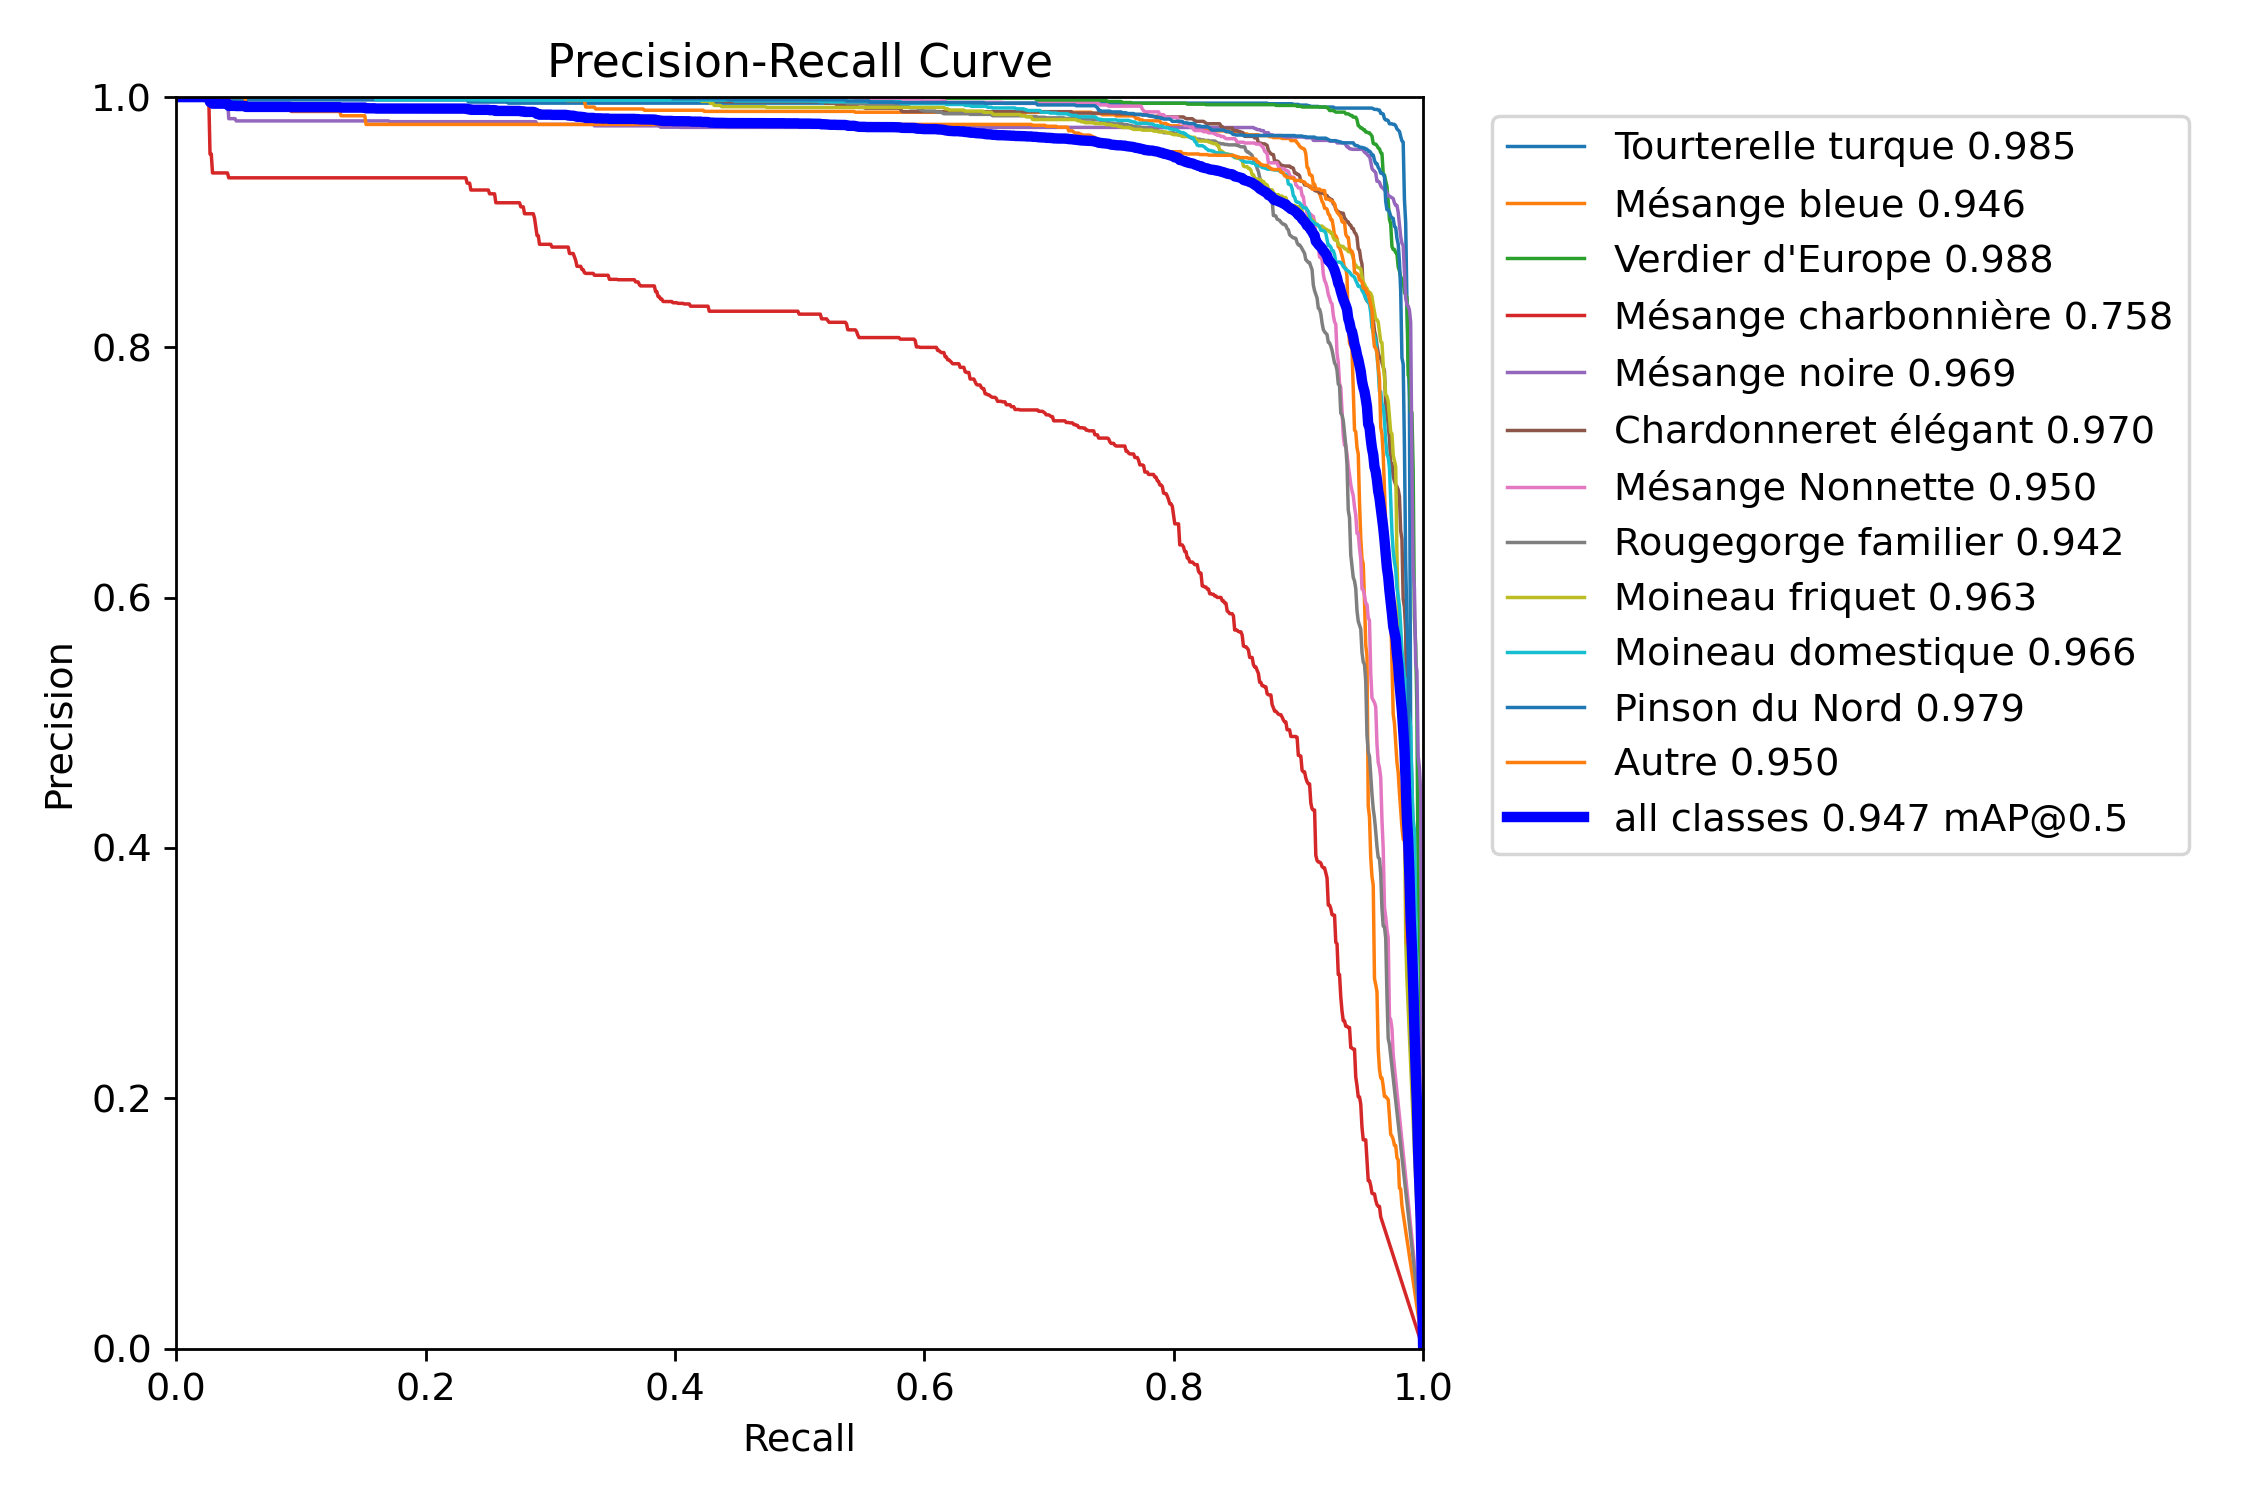 Precision-Recall Curve
1.0
0.8
0.6
0.4
0.2
0.0
Precision
0.0 0.2 0.4 0.6 0.8 1.0
Recall
Tourterelle turque 0.985
Mésange bleue 0.946
Verdier d'Europe 0.988
Mésange charbonnière 0.758
Mésange noire 0.969
Chardonneret élégant 0.970
Mésange Nonnette 0.950
Rougegorge familier 0.942
Moineau friquet 0.963
Moineau domestique 0.966
Pinson du Nord 0.979
Autre 0.950
all classes 0.947 mAP@0.5